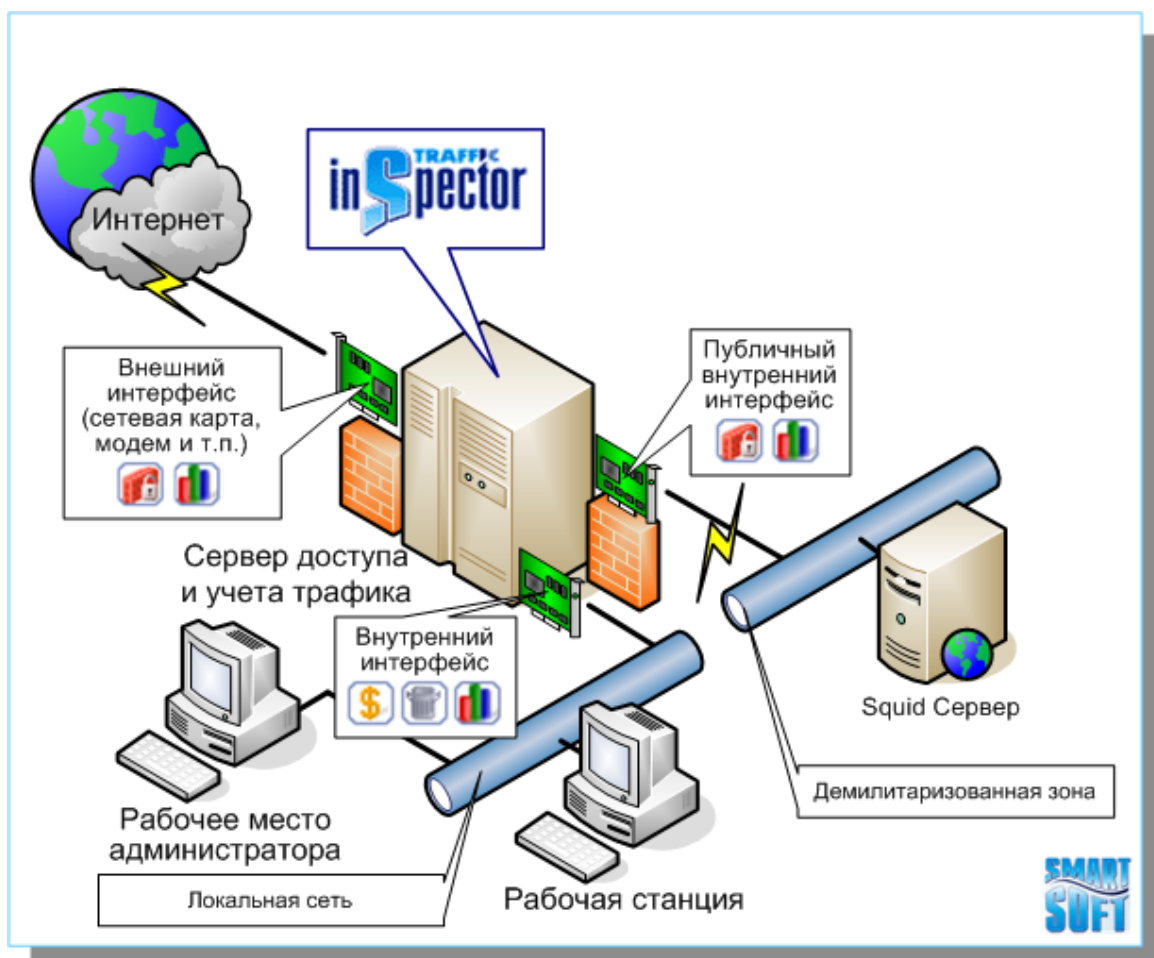 Интернет
TRAFFIC
inSpector
Внешний
интерфейс
(сетевая карта,
модем и т.п.)
Публичный
внутренний
интерфейс
Сервер доступа
и учета трафика
Внутренний
интерфейс
$
Squid Сервер
Демилитаризованная зона
Рабочее место
администратора
Локальная сеть
Рабочая станция
SMART
SOFT